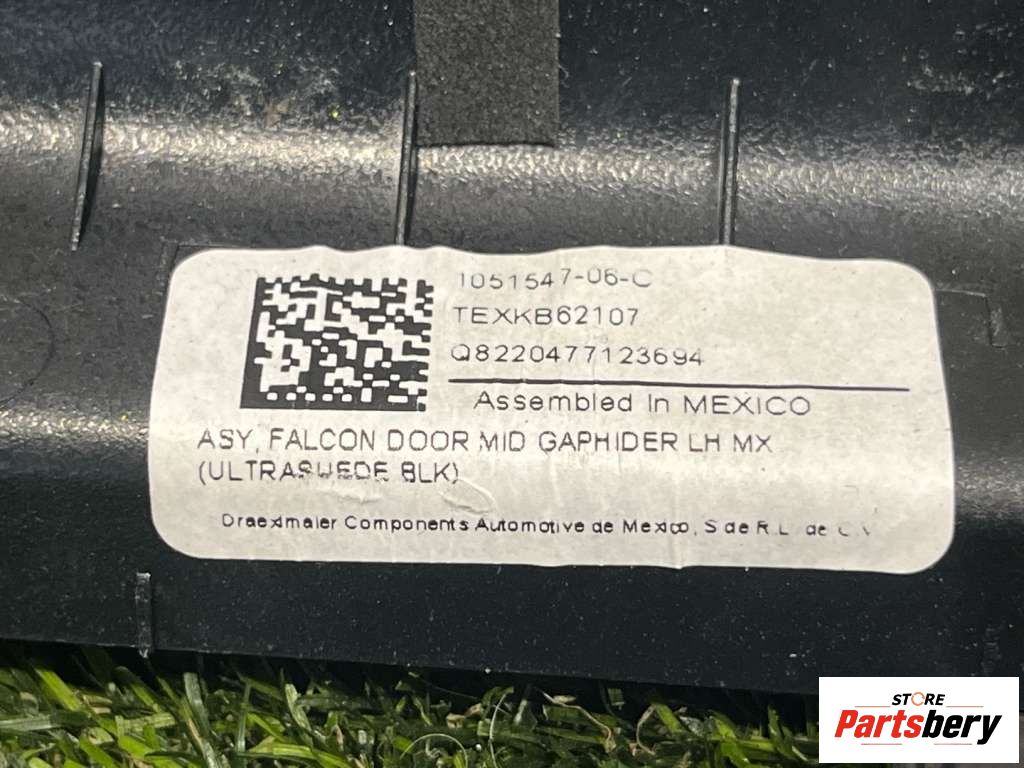 1051547-06-C
TEXKB62107
Q8220477123694
Assembled In MEXICO
ASY, FALCON DOOR MID GAPHIDER LH MX
(ULTRASUEDE BLK)
Draexlmaier Components Automotive de Mexico, S de R.L. de C.V
STORE
Partsbery